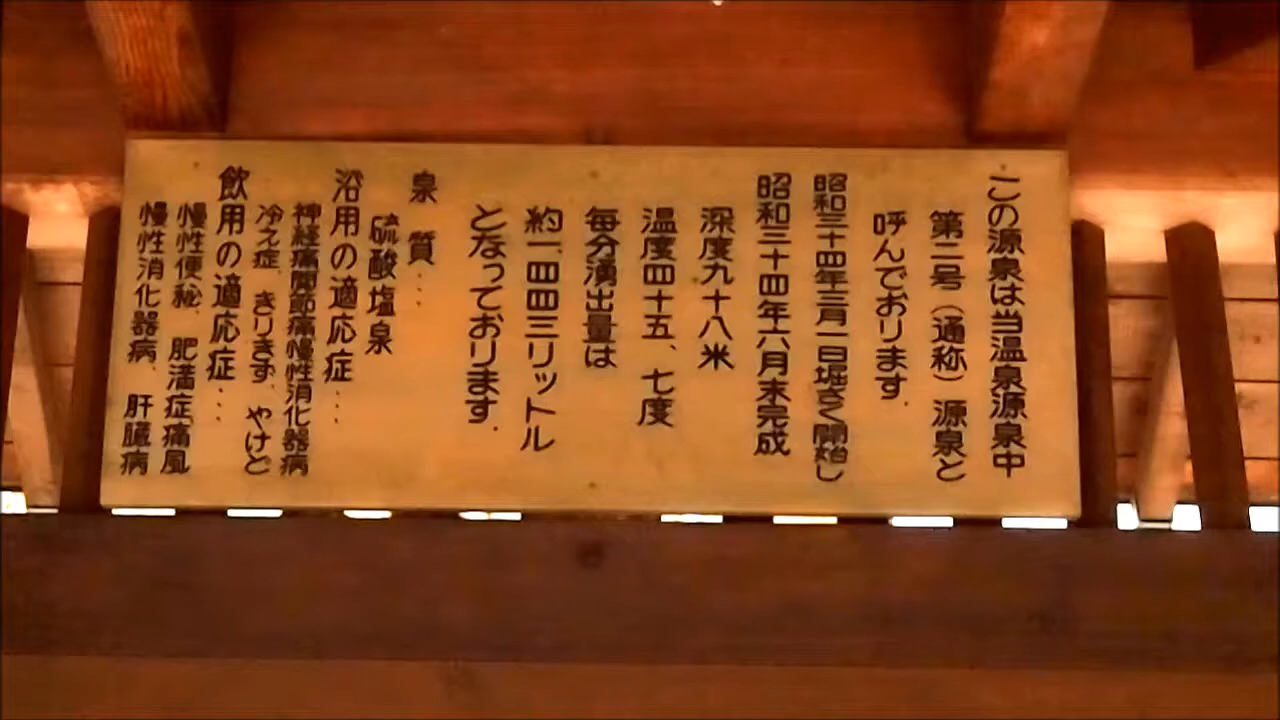 この源泉は当温泉源泉中
第二号（通称）源泉と
呼んでおります.
昭和三十四年三月一日堀さく開始し
昭和三十四年六月末完成
深度九十八米
温度四十五、七度
毎分湧出量は
約一四四三リットル
となっております.
泉質...
硫酸塩泉
浴用の適応症...
神経痛関節痛慢性消化器病
冷え症、きりきず、やけど
飲用の適応症...
慢性便秘、肥満症痛風
慢性消化器病、肝臓病